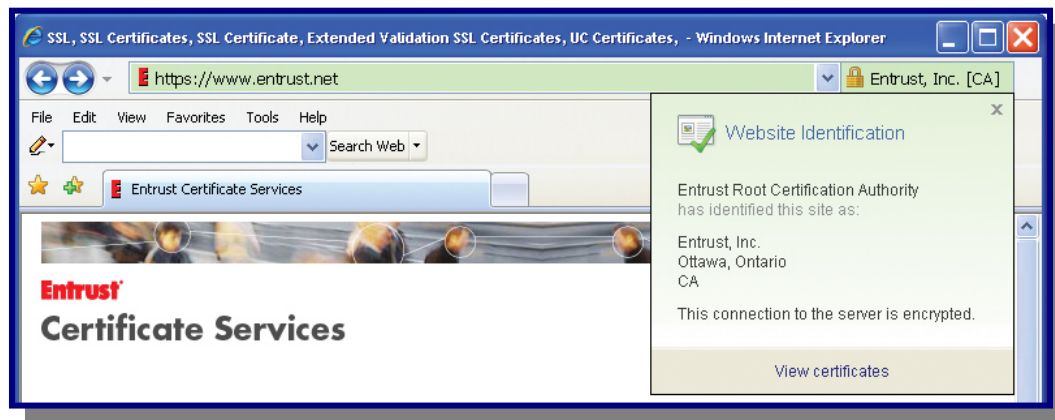 SSL, SSL Certificates, SSL Certificate, Extended Validation SSL Certificates, UC Certificates, - Windows Internet Explorer
https://www.entrust.net
Entrust, Inc. [CA]
File Edit View Favorites Tools Help
Search Web
Entrust Certificate Services
Website Identification
Entrust Root Certification Authority
has identified this site as:
Entrust, Inc.
Ottawa, Ontario
CA
This connection to the server is encrypted.
View certificates
Entrust
Certificate Services